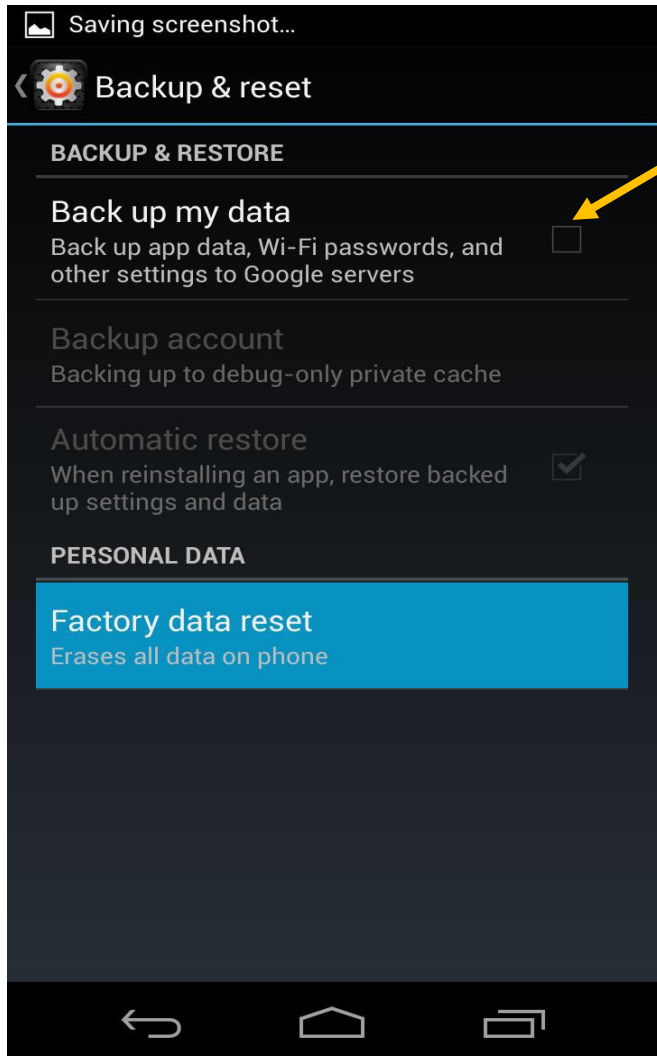 Saving screenshot...
Backup & reset
BACKUP & RESTORE
Back up my data
Back up app data, Wi-Fi passwords, and
other settings to Google servers
Backup account
Backing up to debug-only private cache
Automatic restore
When reinstalling an app, restore backed
up settings and data
PERSONAL DATA
Factory data reset
Erases all data on phone